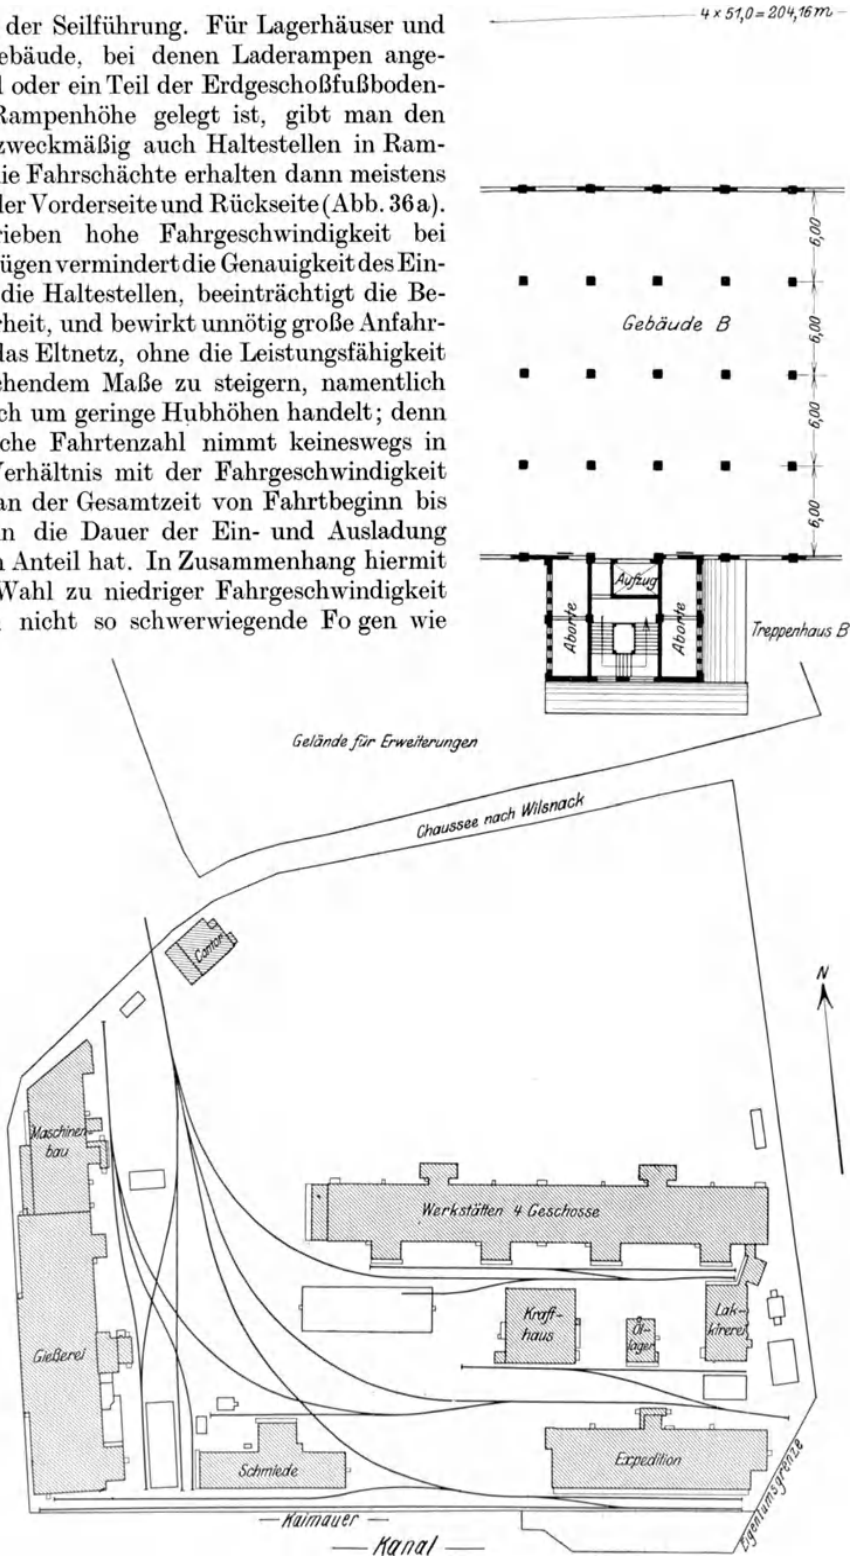 der Seilführung. Für Lagerhäuser und
ebäude, bei denen Laderampen ange-
l oder ein Teil der Erdgeschoßfußboden-
Rampenhöhe gelegt ist, gibt man den
zweckmäßig auch Haltestellen in Ram-
ie Fahrschächte erhalten dann meistens
ler Vorderseite und Rückseite (Abb. 36a).
rieben hohe Fahrgeschwindigkeit bei
ügen vermindert die Genauigkeit des Ein-
die Haltestellen, beeinträchtigt die Be-
rheit, und bewirkt unnötig große Anfahr-
las Eltnetz, ohne die Leistungsfähigkeit
ehendem Maße zu steigern, namentlich
ch um geringe Hubhöhen handelt; denn
iche Fahrtenzahl nimmt keineswegs in
Verhältnis mit der Fahrgeschwindigkeit
an der Gesamtzeit von Fahrtbeginn bis
n die Dauer der Ein- und Ausladung
n Anteil hat. In Zusammenhang hiermit
Wahl zu niedriger Fahrgeschwindigkeit
nicht so schwerwiegende Fo gen wie
4 × 51,0 = 204,16 m
6,00
Gebäude B
6,00
6,00
6,00
Aufzug
Aborte
Aborte
Treppenhaus B
Gelände für Erweiterungen
Chaussee nach Wilsnack
Contor
N
Maschinen-
bau
Werkstätten 4 Geschosse
Kraft-
haus
Öl-
lager
Lak-
kirerei
Gießerei
Schmiede
Expedition
Eigentumsgrenze
Kaimauer
Kanal